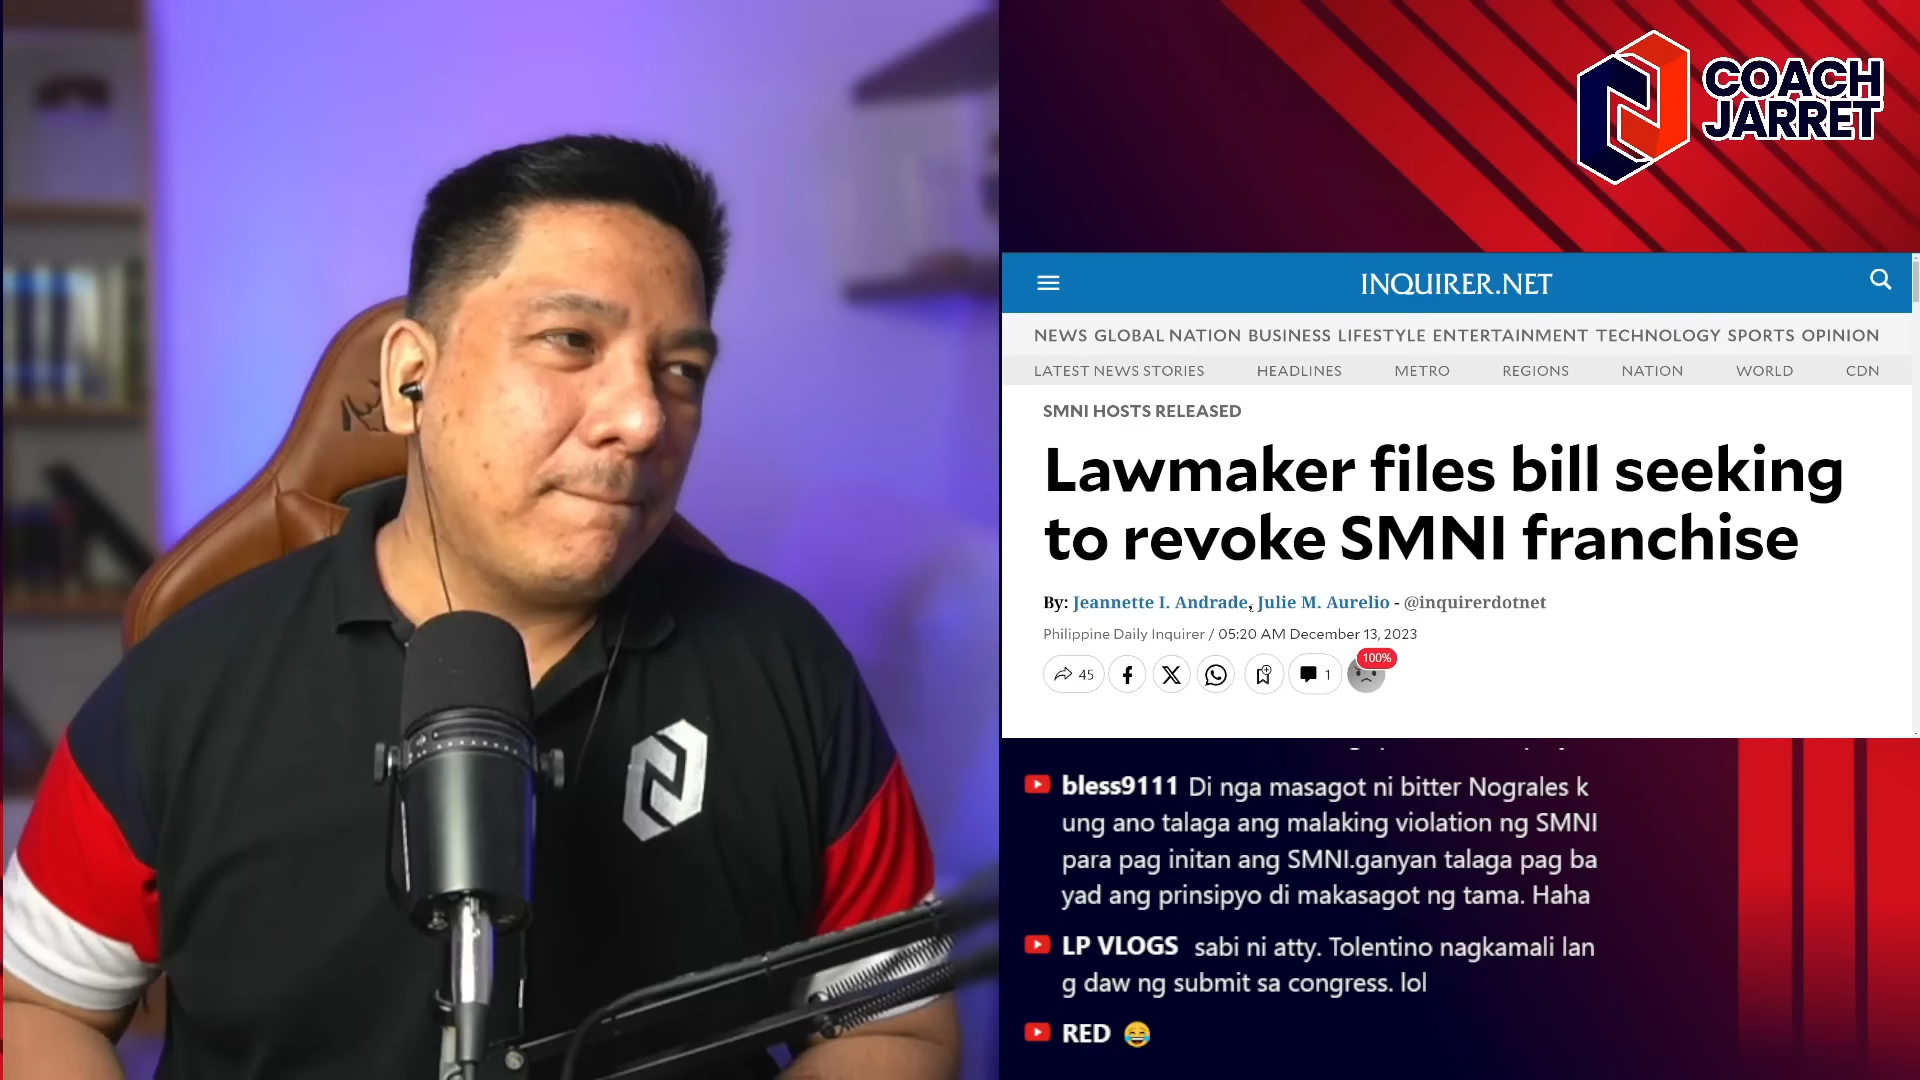 COACH
JARRET
INQUIRER.NET
NEWS GLOBAL NATION BUSINESS LIFESTYLE ENTERTAINMENT TECHNOLOGY SPORTS OPINION
LATEST NEWS STORIES HEADLINES METRO REGIONS NATION WORLD CDN
SMNI HOSTS RELEASED
Lawmaker files bill seeking
to revoke SMNI franchise
By: Jeannette I. Andrade, Julie M. Aurelio - @inquirerdotnet
Philippine Daily Inquirer / 05:20 AM December 13, 2023
45 1 100%
bless9111 Di nga masagot ni bitter Nograles k
ung ano talaga ang malaking violation ng SMNI
para pag initan ang SMNI.ganyan talaga pag ba
yad ang prinsipyo di makasagot ng tama. Haha
LP VLOGS sabi ni atty. Tolentino nagkamali lan
g daw ng submit sa congress. lol
RED 😂